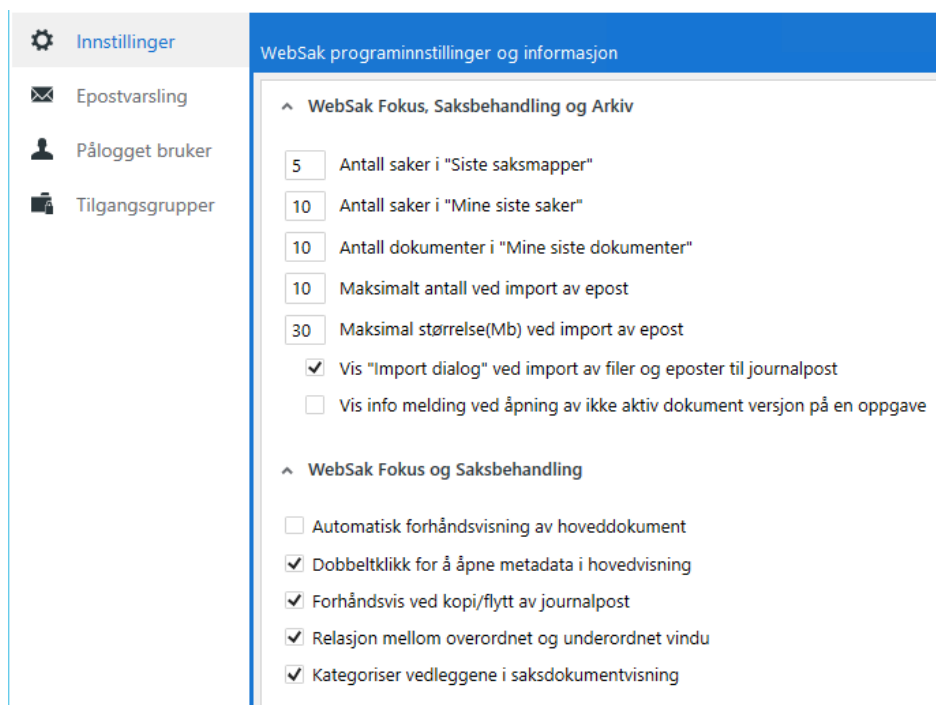 Innstillinger
Epostvarsling
Pålogget bruker
Tilgangsgrupper
WebSak programinnstillinger og informasjon
WebSak Fokus, Saksbehandling og Arkiv
5 Antall saker i "Siste saksmapper"
10 Antall saker i "Mine siste saker"
10 Antall dokumenter i "Mine siste dokumenter"
10 Maksimalt antall ved import av epost
30 Maksimal størrelse(Mb) ved import av epost
Vis "Import dialog" ved import av filer og eposter til journalpost
Vis info melding ved åpning av ikke aktiv dokument versjon på en oppgave
WebSak Fokus og Saksbehandling
Automatisk forhåndsvisning av hoveddokument
Dobbeltklikk for å åpne metadata i hovedvisning
Forhåndsvis ved kopi/flytt av journalpost
Relasjon mellom overordnet og underordnet vindu
Kategoriser vedleggene i saksdokumentvisning